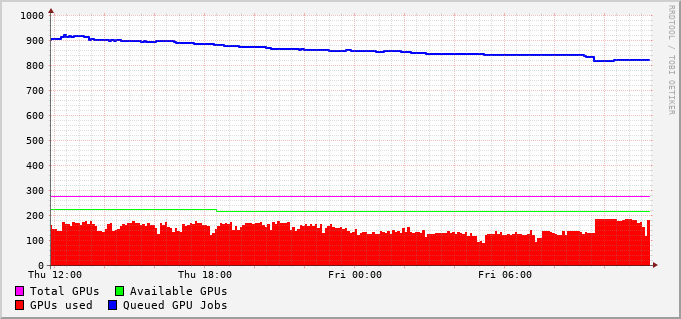 RRDTOOL / TOBI OETIKER
1000
900
800
700
600
500
400
300
200
100
0
Thu 12:00 Thu 18:00 Fri 00:00 Fri 06:00
Total GPUs Available GPUs
GPUs used Queued GPU Jobs